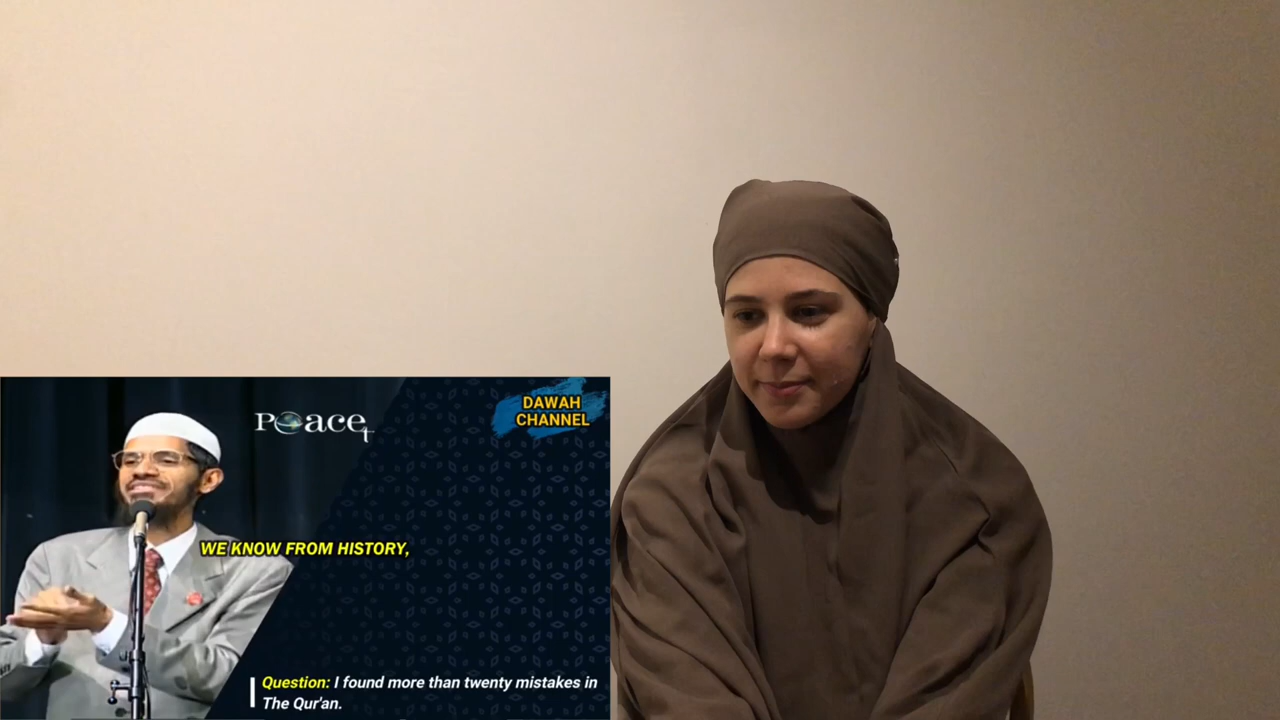 Peace
DAWAH
CHANNEL
WE KNOW FROM HISTORY,
Question: I found more than twenty mistakes in
The Qur'an.